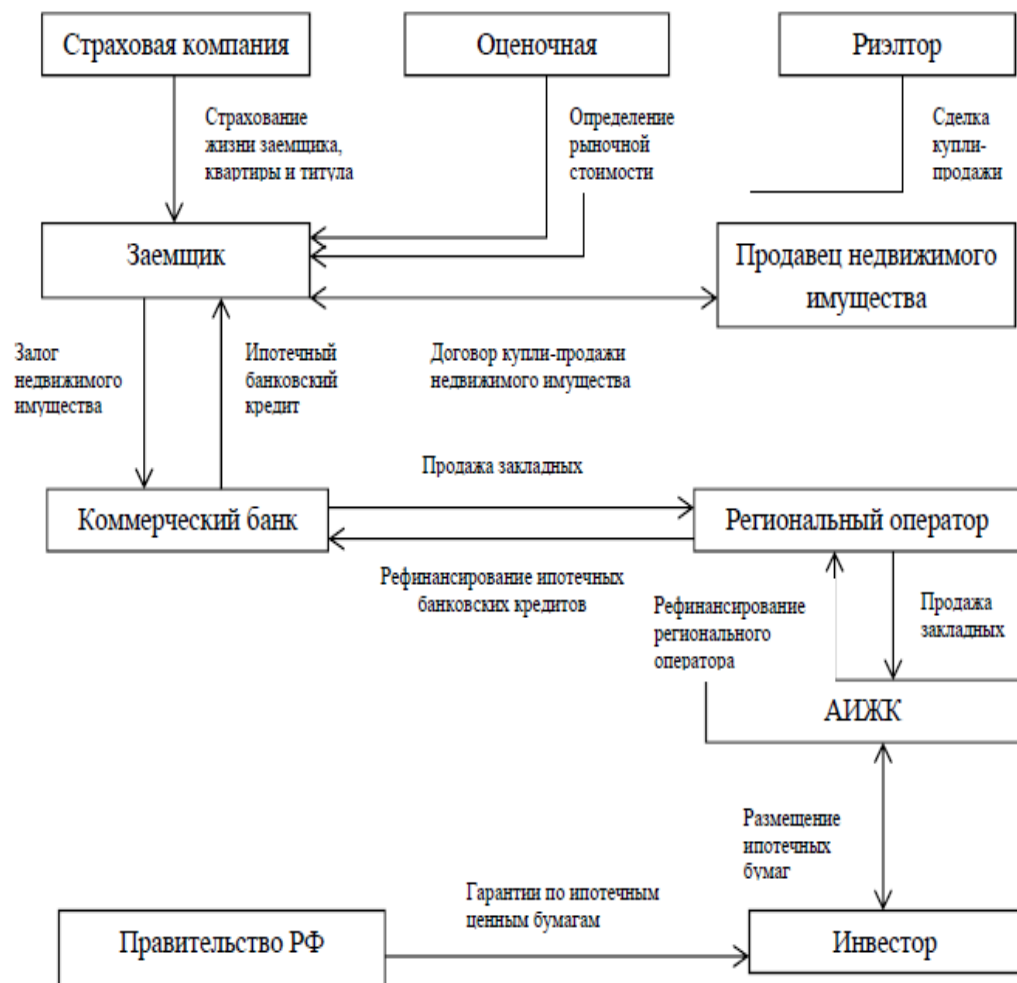 Страховая компания
Оценочная
Риэлтор
Страхование
жизни заемщика,
квартиры и титула
Определение
рыночной
стоимости
Сделка
купли-
продажи
Заемщик
Продавец недвижимого
имущества
Залог
недвижимого
имущества
Ипотечный
банковский
кредит
Договор купли-продажи
недвижимого имущества
Продажа закладных
Коммерческий банк
Региональный оператор
Рефинансирование ипотечных
банковских кредитов
Рефинансирование
регионального
оператора
Продажа
закладных
АИЖК
Размещение
ипотечных
бумаг
Гарантии по ипотечным
ценным бумагам
Правительство РФ
Инвестор